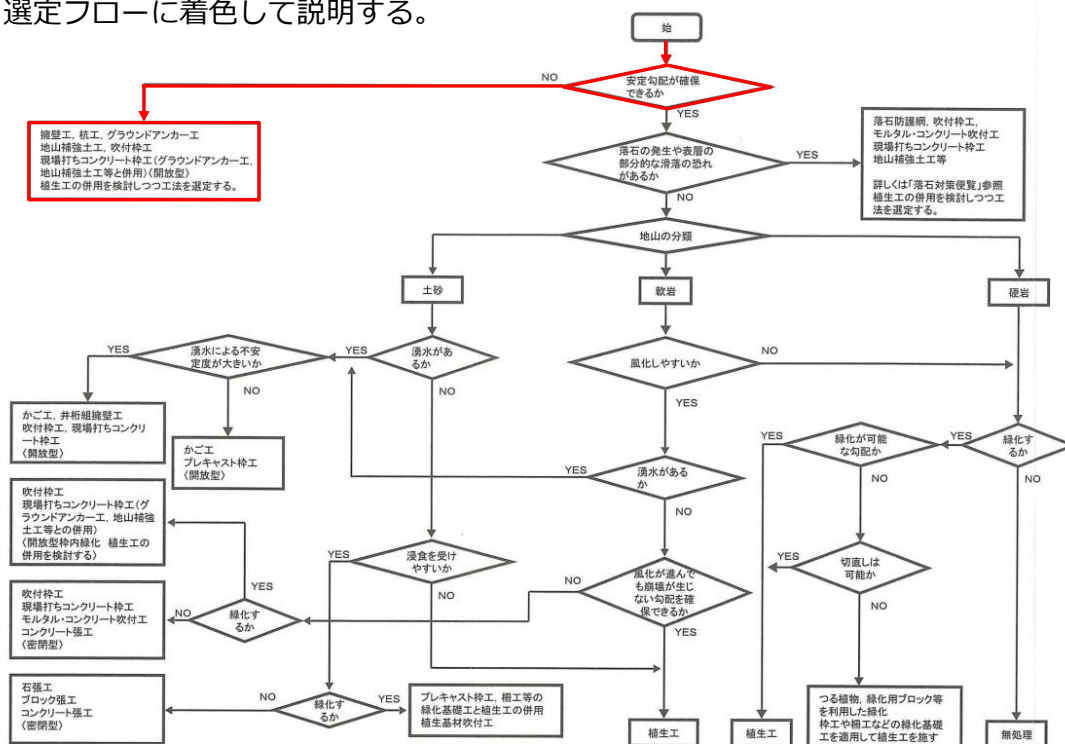 選定フローに着色して説明する。
始
安定勾配が確保
できるか
NO
YES
擁壁工, 杭工, グラウンドアンカー工
地山補強土工, 吹付枠工
現場打ちコンクリート枠工(グラウンドアンカー工,
地山補強土工等と併用)〈開放型〉
植生工の併用を検討しつつ工法を選定する。
落石の発生や表層の
部分的な滑落の恐れ
があるか
YES
NO
落石防護網, 吹付枠工,
モルタル・コンクリート吹付工
現場打ちコンクリート枠工
地山補強土工等
詳しくは「落石対策便覧」参照
植生工の併用を検討しつつ工
法を選定する。
地山の分類
土砂
軟岩
硬岩
湧水による不安
定度が大きいか
YES
NO
湧水があ
るか
YES
NO
風化しやすいか
NO
YES
かご工, 井桁組擁壁工
吹付枠工, 現場打ちコンクリ
ート枠工
〈開放型〉
かご工
プレキャスト枠工
〈開放型〉
湧水がある
か
YES
NO
緑化が可能
な勾配か
YES
NO
緑化す
るか
YES
NO
吹付枠工
現場打ちコンクリート枠工(グ
ラウンドアンカー工, 地山補強
土工等との併用)
〈開放型枠内緑化 植生工の
併用を検討する〉
浸食を受け
やすいか
YES
NO
風化が進んで
も崩壊が生じ
ない勾配を確
保できるか
NO
YES
切直しは
可能か
YES
NO
吹付枠工
現場打ちコンクリート枠工
モルタル・コンクリート吹付工
コンクリート張工
〈密閉型〉
緑化す
るか
YES
NO
石張工
ブロック張工
コンクリート張工
〈密閉型〉
緑化す
るか
NO
YES
プレキャスト枠工, 柵工等の
緑化基礎工と植生工の併用
植生基材吹付工
植生工
植生工
つる植物, 緑化用ブロック等
を利用した緑化
枠工や柵工などの緑化基礎
工を適用して植生工を施す
無処理